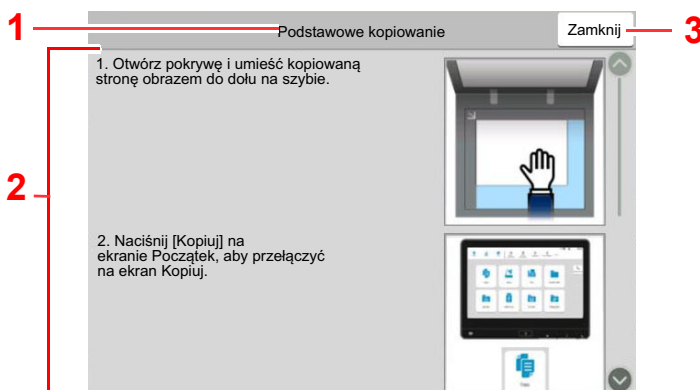 1
Podstawowe kopiowanie
Zamknij
3
2
1. Otwórz pokrywę i umieść kopiowaną
stronę obrazem do dołu na szybie.
2. Naciśnij [Kopiuj] na
ekranie Początek, aby przełączyć
na ekran Kopiuj.